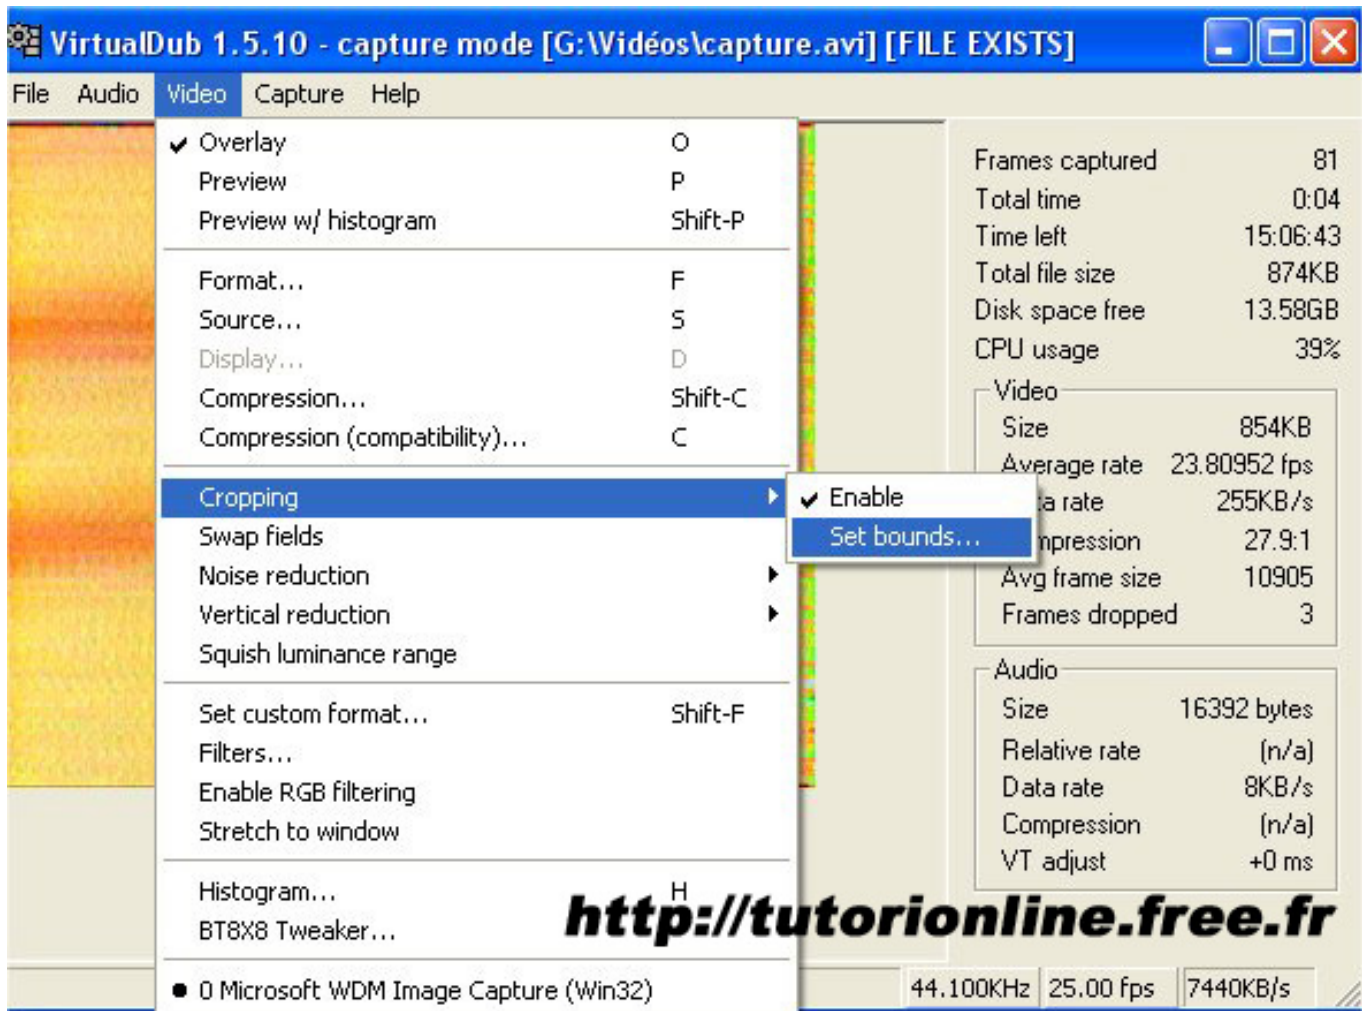 VirtualDub 1.5.10 - capture mode [G:\Vidéos\capture.avi] [FILE EXISTS]
File Audio Video Capture Help
Overlay O
Preview P
Preview w/ histogram Shift-P
Format... F
Source... S
Display... D
Compression... Shift-C
Compression (compatibility)... C
Cropping
Swap fields
Noise reduction
Vertical reduction
Squish luminance range
Set custom format... Shift-F
Filters...
Enable RGB filtering
Stretch to window
Histogram... H
BT8X8 Tweaker...
0 Microsoft WDM Image Capture (Win32)
Enable
Set bounds...
Frames captured 81
Total time 0:04
Time left 15:06:43
Total file size 874KB
Disk space free 13.58GB
CPU usage 39%
Video
Size 854KB
Average rate 23.80952 fps
a rate 255KB/s
mpression 27.9:1
Avg frame size 10905
Frames dropped 3
Audio
Size 16392 bytes
Relative rate (n/a)
Data rate 8KB/s
Compression (n/a)
VT adjust +0 ms
http://tutorionline.free.fr
44.100KHz 25.00 fps 7440KB/s